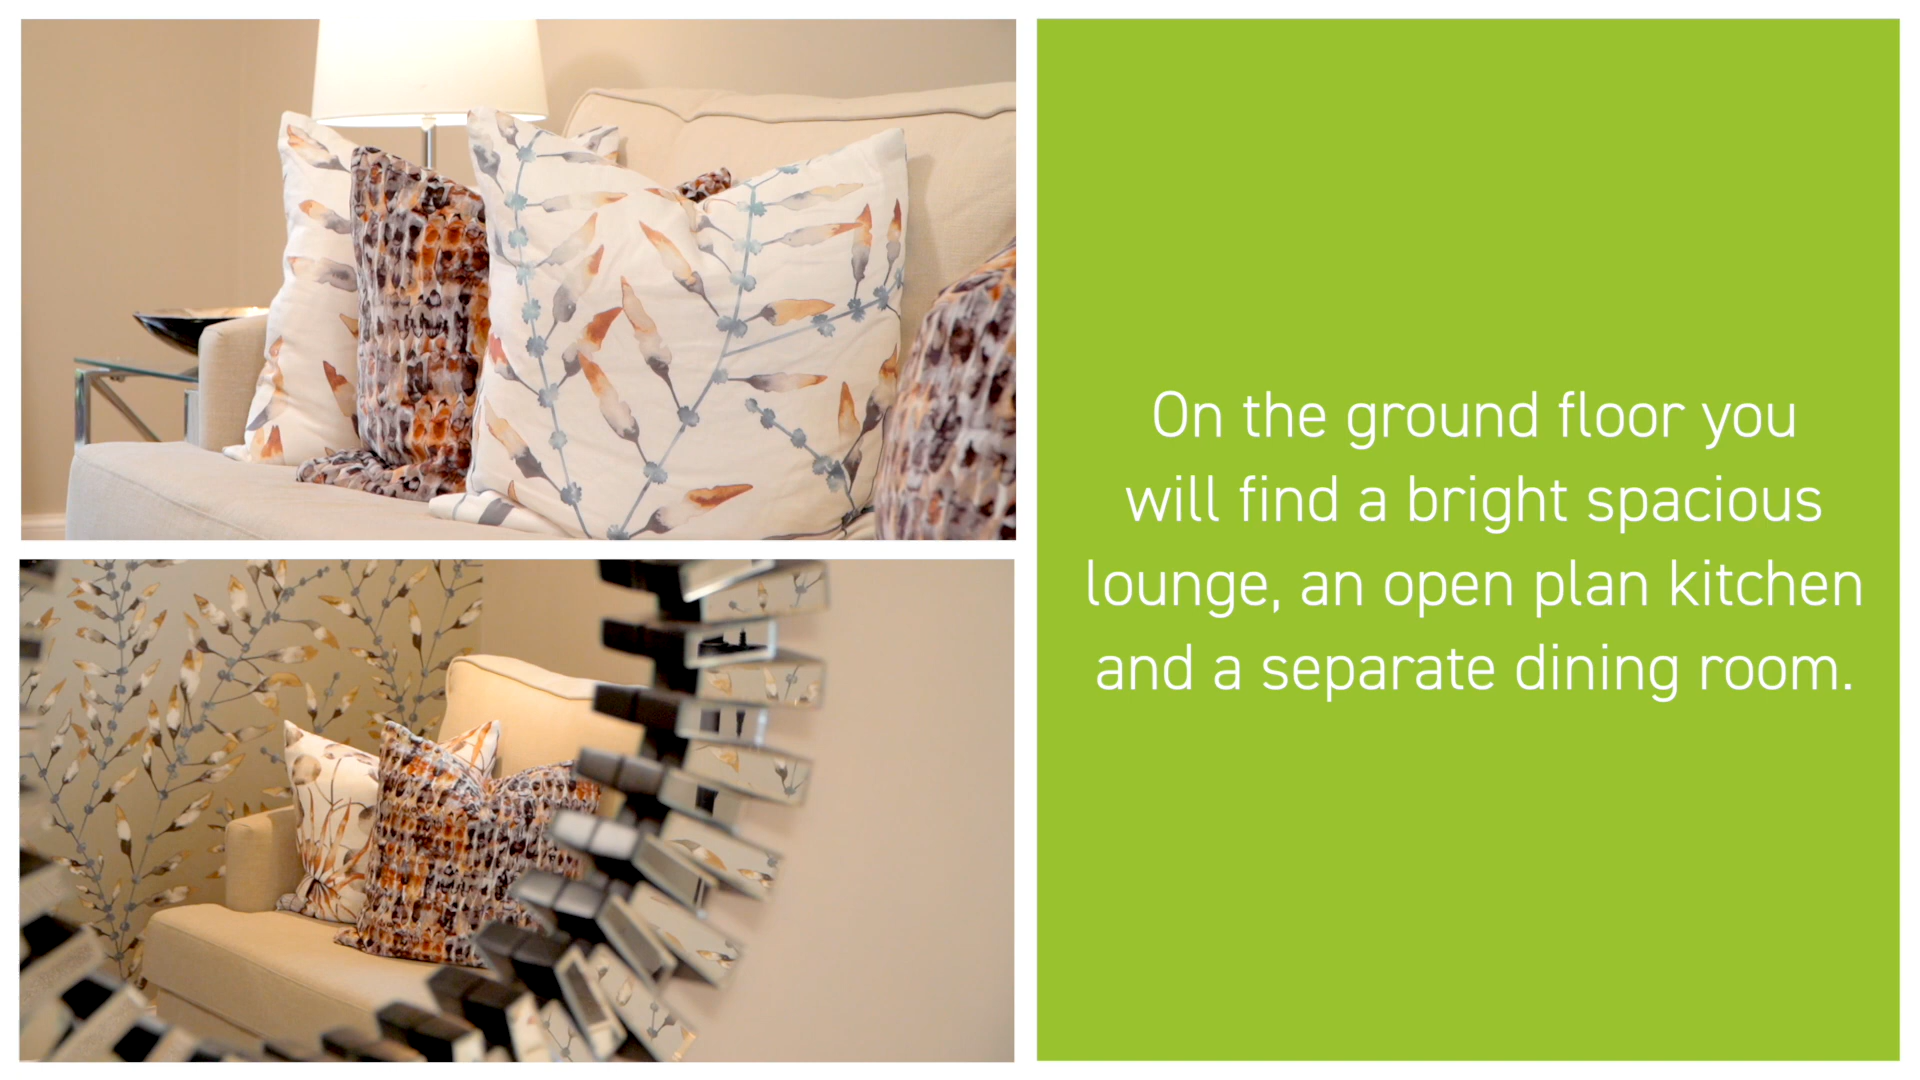 On the ground floor you
will find a bright spacious
lounge, an open plan kitchen
and a separate dining room.